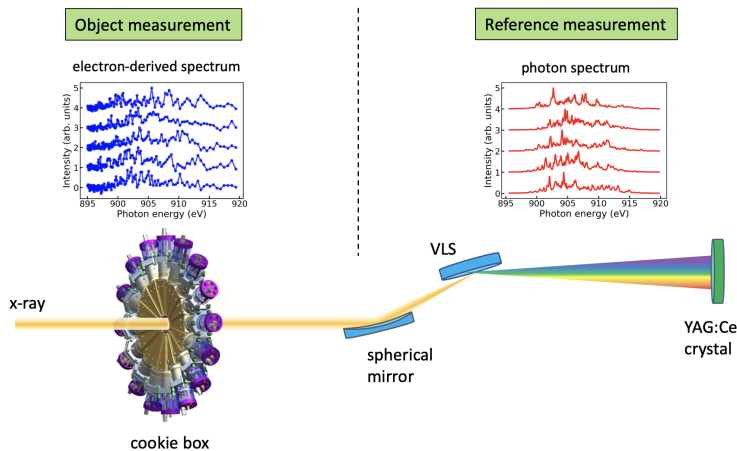 Object measurement
Reference measurement
electron-derived spectrum
photon spectrum
Intensity (arb. units)
5
4
3
2
1
0
895 900 905 910 915 920
Photon energy (eV)
Intensity (arb. units)
5
4
3
2
1
0
895 900 905 910 915 920
Photon energy (eV)
VLS
x-ray
YAG:Ce
crystal
spherical
mirror
cookie box